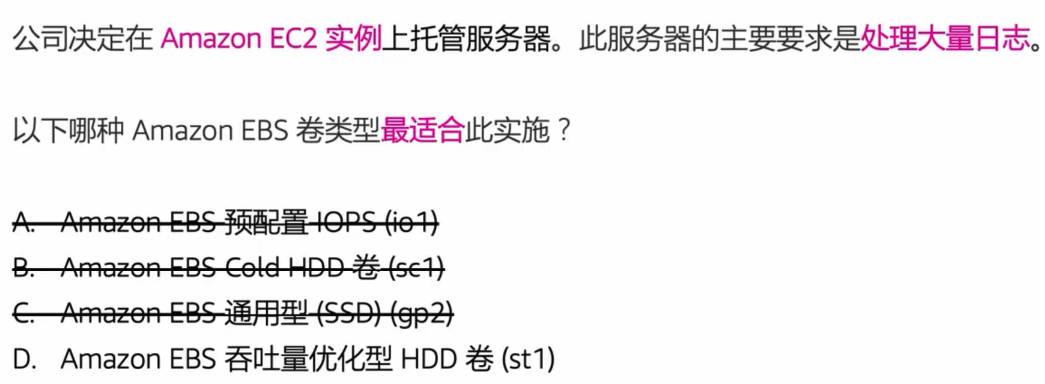 公司决定在 Amazon EC2 实例上托管服务器。此服务器的主要要求是处理大量日志。
以下哪种 Amazon EBS 卷类型最适合此实施？
A. Amazon EBS 预配置 IOPS (io1)
B. Amazon EBS Cold HDD 卷 (sc1)
C. Amazon EBS 通用型 (SSD) (gp2)
D. Amazon EBS 吞吐量优化型 HDD 卷 (st1)